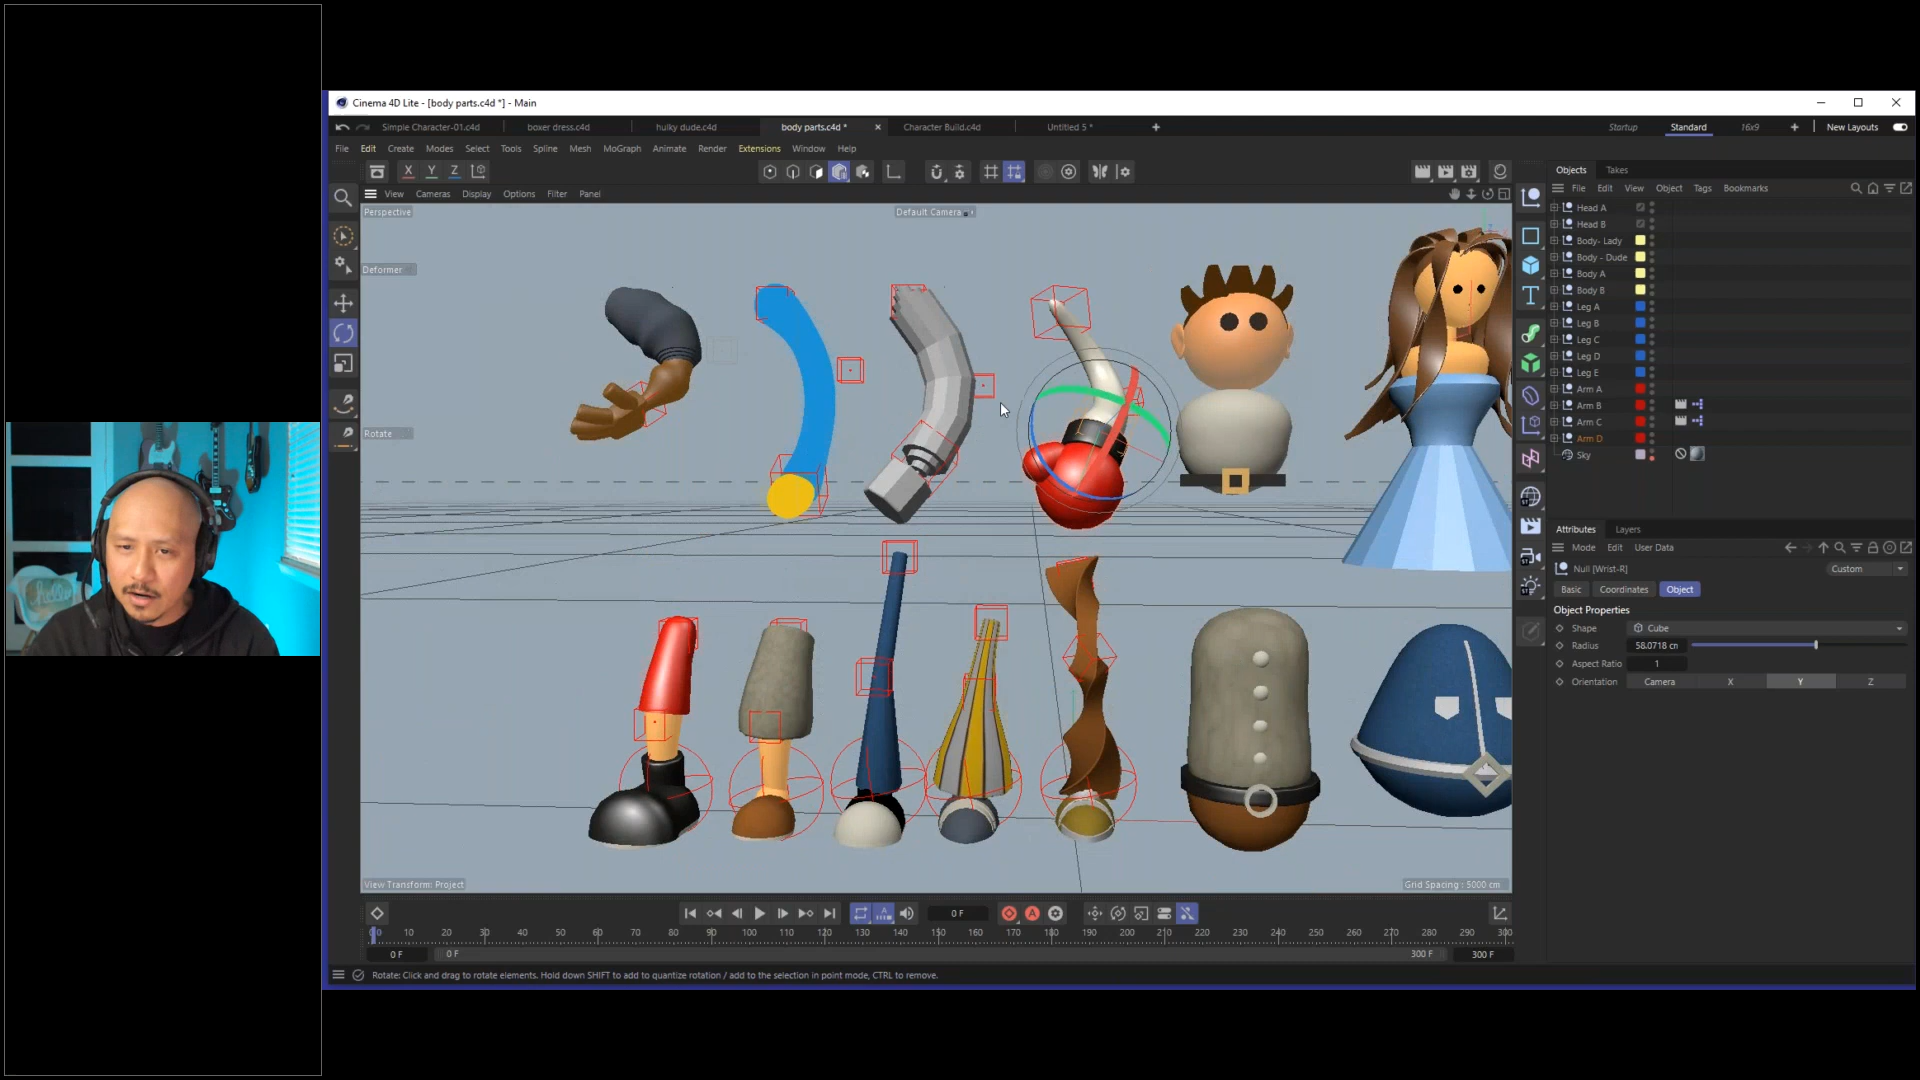 Cinema 4D Lite - [body parts.c4d *] - Main
Simple Character-01.c4d boxer dress.c4d hulky dude.c4d body parts.c4d * Character Build.c4d Untitled 5 * Startup Standard 16x9 New Layouts
File Edit Create Modes Select Tools Spline Mesh MoGraph Animate Render Extensions Window Help
X Y Z
View Cameras Display Options Filter Panel
Perspective Default Camera
Deformer
Rotate
View Transform: Project Grid Spacing : 5000 cm
Objects Takes
File Edit View Object Tags Bookmarks
Head A
Head B
Body- Lady
Body - Dude
Body A
Body B
Leg A
Leg B
Leg C
Leg D
Leg E
Arm A
Arm B
Arm C
Arm D
Sky
Attributes Layers
Mode Edit User Data
Null [Wrist-R] Custom
Basic Coordinates Object
Object Properties
Shape Cube
Radius 58.0718 cn
Aspect Ratio 1
Orientation Camera X Y Z
0 F
0 10 20 30 40 50 60 70 80 90 100 110 120 130 140 150 160 170 180 190 200 210 220 230 240 250 260 270 280 290 300
0 F 0 F 300 F 300 F
Rotate: Click and drag to rotate elements. Hold down SHIFT to add to quantize rotation / add to the selection in point mode, CTRL to remove.